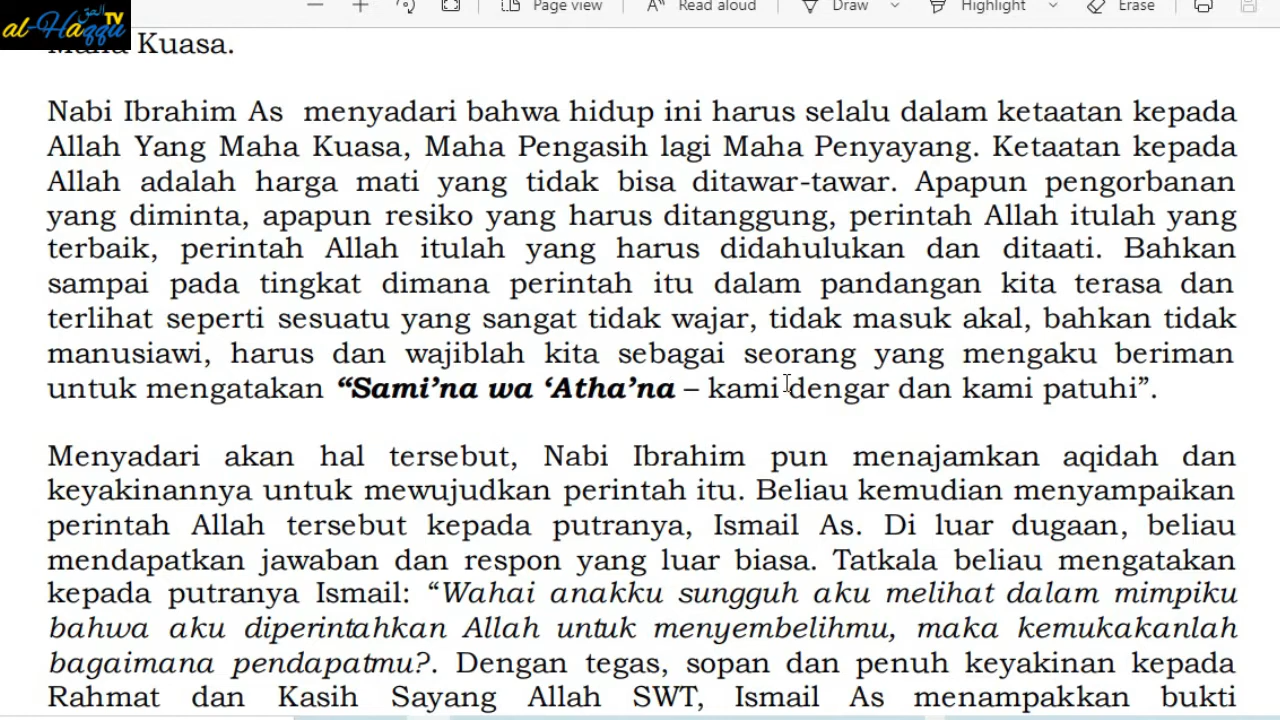 Page view
Read aloud
Draw
Highlight
Erase
الحق
al-Haqqu TV
Maha Kuasa.
Nabi Ibrahim As  menyadari bahwa hidup ini harus selalu dalam ketaatan kepada
Allah Yang Maha Kuasa, Maha Pengasih lagi Maha Penyayang. Ketaatan kepada
Allah adalah harga mati yang tidak bisa ditawar-tawar. Apapun pengorbanan
yang diminta, apapun resiko yang harus ditanggung, perintah Allah itulah yang
terbaik, perintah Allah itulah yang harus didahulukan dan ditaati. Bahkan
sampai pada tingkat dimana perintah itu dalam pandangan kita terasa dan
terlihat seperti sesuatu yang sangat tidak wajar, tidak masuk akal, bahkan tidak
manusiawi, harus dan wajiblah kita sebagai seorang yang mengaku beriman
untuk mengatakan “Sami’na wa ‘Atha’na – kami dengar dan kami patuhi”.
Menyadari akan hal tersebut, Nabi Ibrahim pun menajamkan aqidah dan
keyakinannya untuk mewujudkan perintah itu. Beliau kemudian menyampaikan
perintah Allah tersebut kepada putranya, Ismail As. Di luar dugaan, beliau
mendapatkan jawaban dan respon yang luar biasa. Tatkala beliau mengatakan
kepada putranya Ismail: “Wahai anakku sungguh aku melihat dalam mimpiku
bahwa aku diperintahkan Allah untuk menyembelihmu, maka kemukakanlah
bagaimana pendapatmu?. Dengan tegas, sopan dan penuh keyakinan kepada
Rahmat dan Kasih Sayang Allah SWT, Ismail As menampakkan bukti